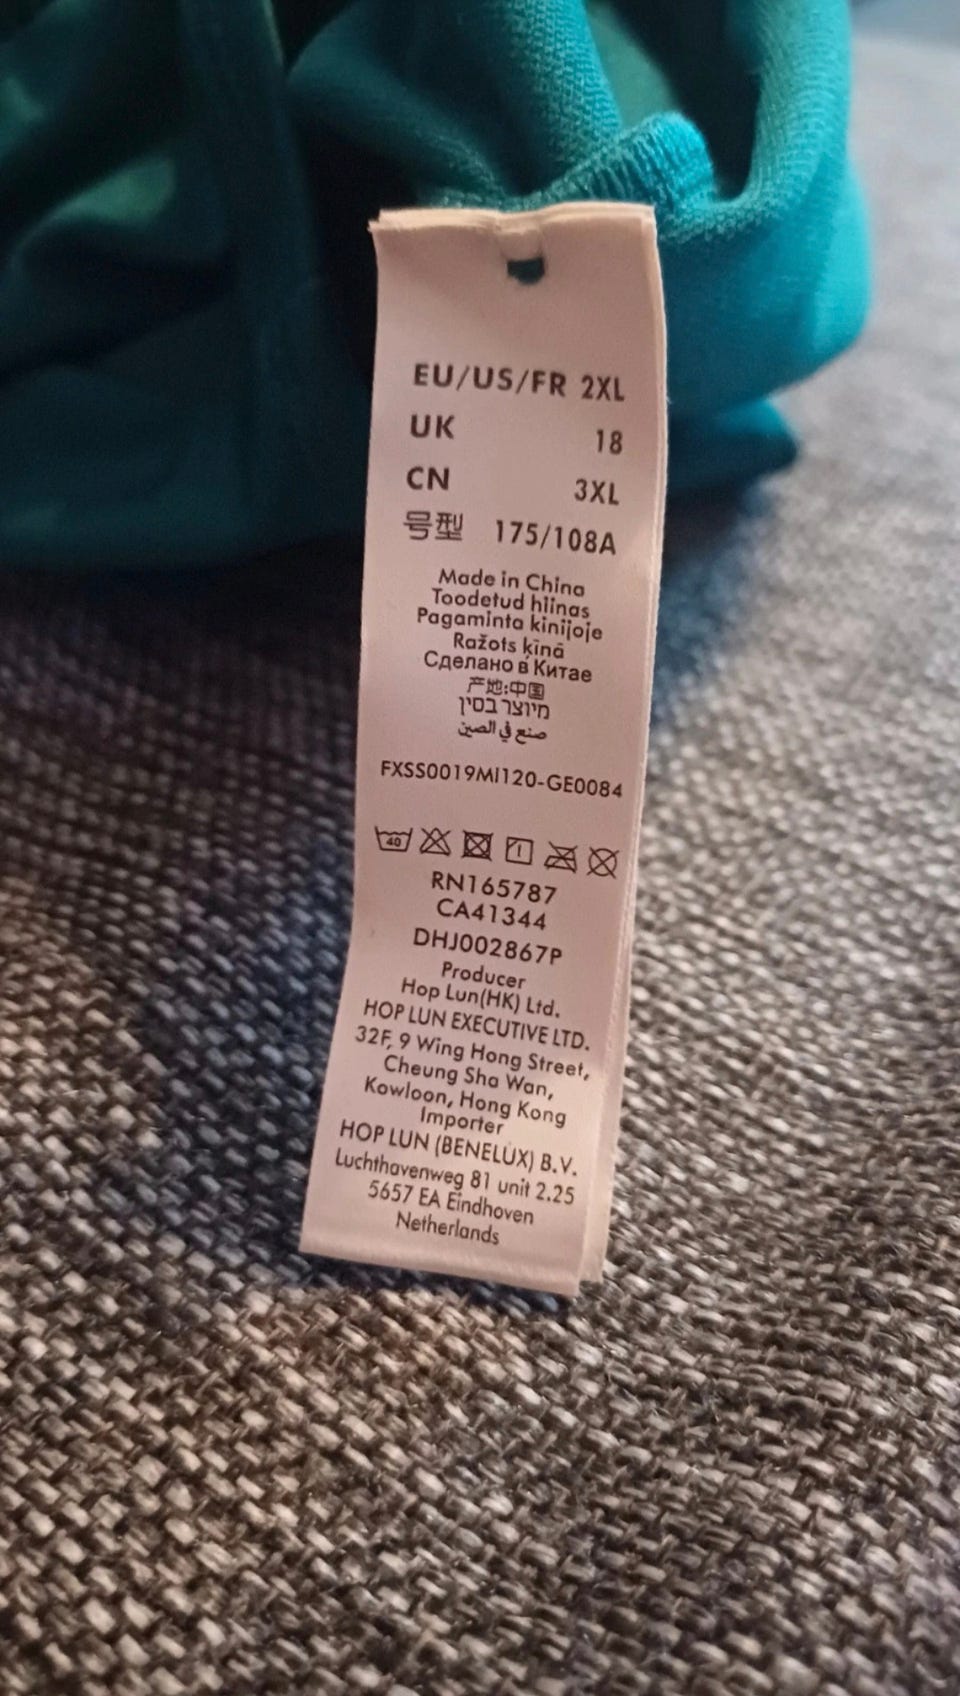 EU/US/FR 2XL
UK 18
CN 3XL
号型 175/108A
Made in China
Toodetud hiinas
Pagaminta kinijoje
Ražots ķīnā
Сделано в Китае
产地:中国
מיוצר בסין
صنع في الصين
FXSS0019MI120-GE0084
40
RN165787
CA41344
DHJ002867P
Producer
Hop Lun(HK) Ltd.
HOP LUN EXECUTIVE LTD.
32F, 9 Wing Hong Street,
Cheung Sha Wan,
Kowloon, Hong Kong
Importer
HOP LUN (BENELUX) B.V.
Luchthavenweg 81 unit 2.25
5657 EA Eindhoven
Netherlands